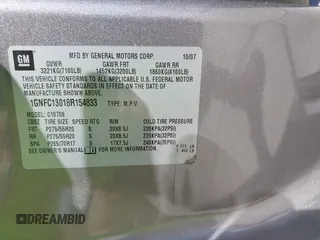 GM
MFD BY GENERAL MOTORS CORP. 10/07
GVWR GAWR FRT GAWR RR
3221KG(7100LB) 1452KG(3200LB) 1860KG(4100LB)
THIS VEHICLE CONFORMS TO ALL APPLICABLE U.S. FEDERAL
MOTOR VEHICLE SAFETY AND THEFT PREVENTION STANDARDS
IN EFFECT ON THE DATE OF MANUFACTURE SHOWN ABOVE.
1GNFC13018R154833 TYPE: M.P.V.
MODEL: C10706
TIRE SIZE SPEED RTG RIM COLD TIRE PRESSURE
FRT P275/55R20 S 20X8.5J 220KPA(32PSI)
RR P275/55R20 S 20X8.5J 220KPA(32PSI)
SPA P265/70R17 S 17X7.5J 240KPA(35PSI)
DREAMBID